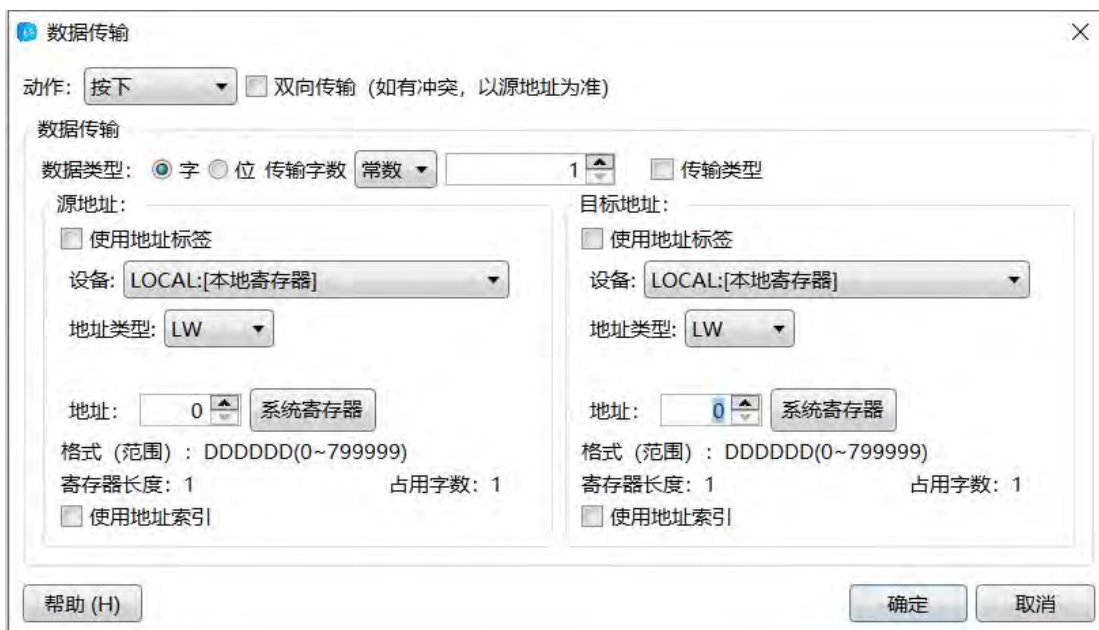 数据传输
动作: 按下 双向传输 (如有冲突, 以源地址为准)
数据传输
数据类型: 字 位 传输字数 常数 1 传输类型
源地址:
使用地址标签
设备: LOCAL:[本地寄存器]
地址类型: LW
地址: 0 系统寄存器
格式 (范围) : DDDDDD(0~799999)
寄存器长度: 1 占用字数: 1
使用地址索引
目标地址:
使用地址标签
设备: LOCAL:[本地寄存器]
地址类型: LW
地址: 0 系统寄存器
格式 (范围) : DDDDDD(0~799999)
寄存器长度: 1 占用字数: 1
使用地址索引
帮助 (H) 确定 取消